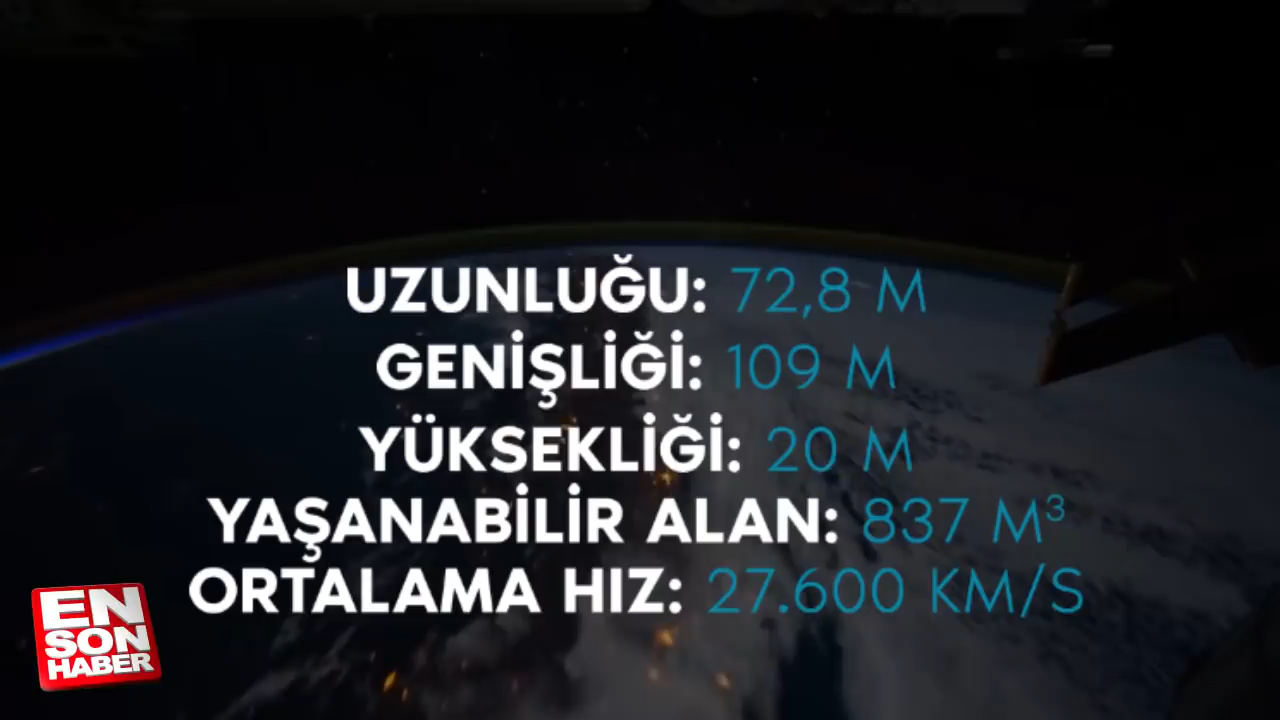 UZUNLUĞU: 72,8 M
GENİŞLİĞİ: 109 M
YÜKSEKLİĞİ: 20 M
YAŞANABİLİR ALAN: 837 M³
ORTALAMA HIZ: 27.600 KM/S
EN
SON
HABER